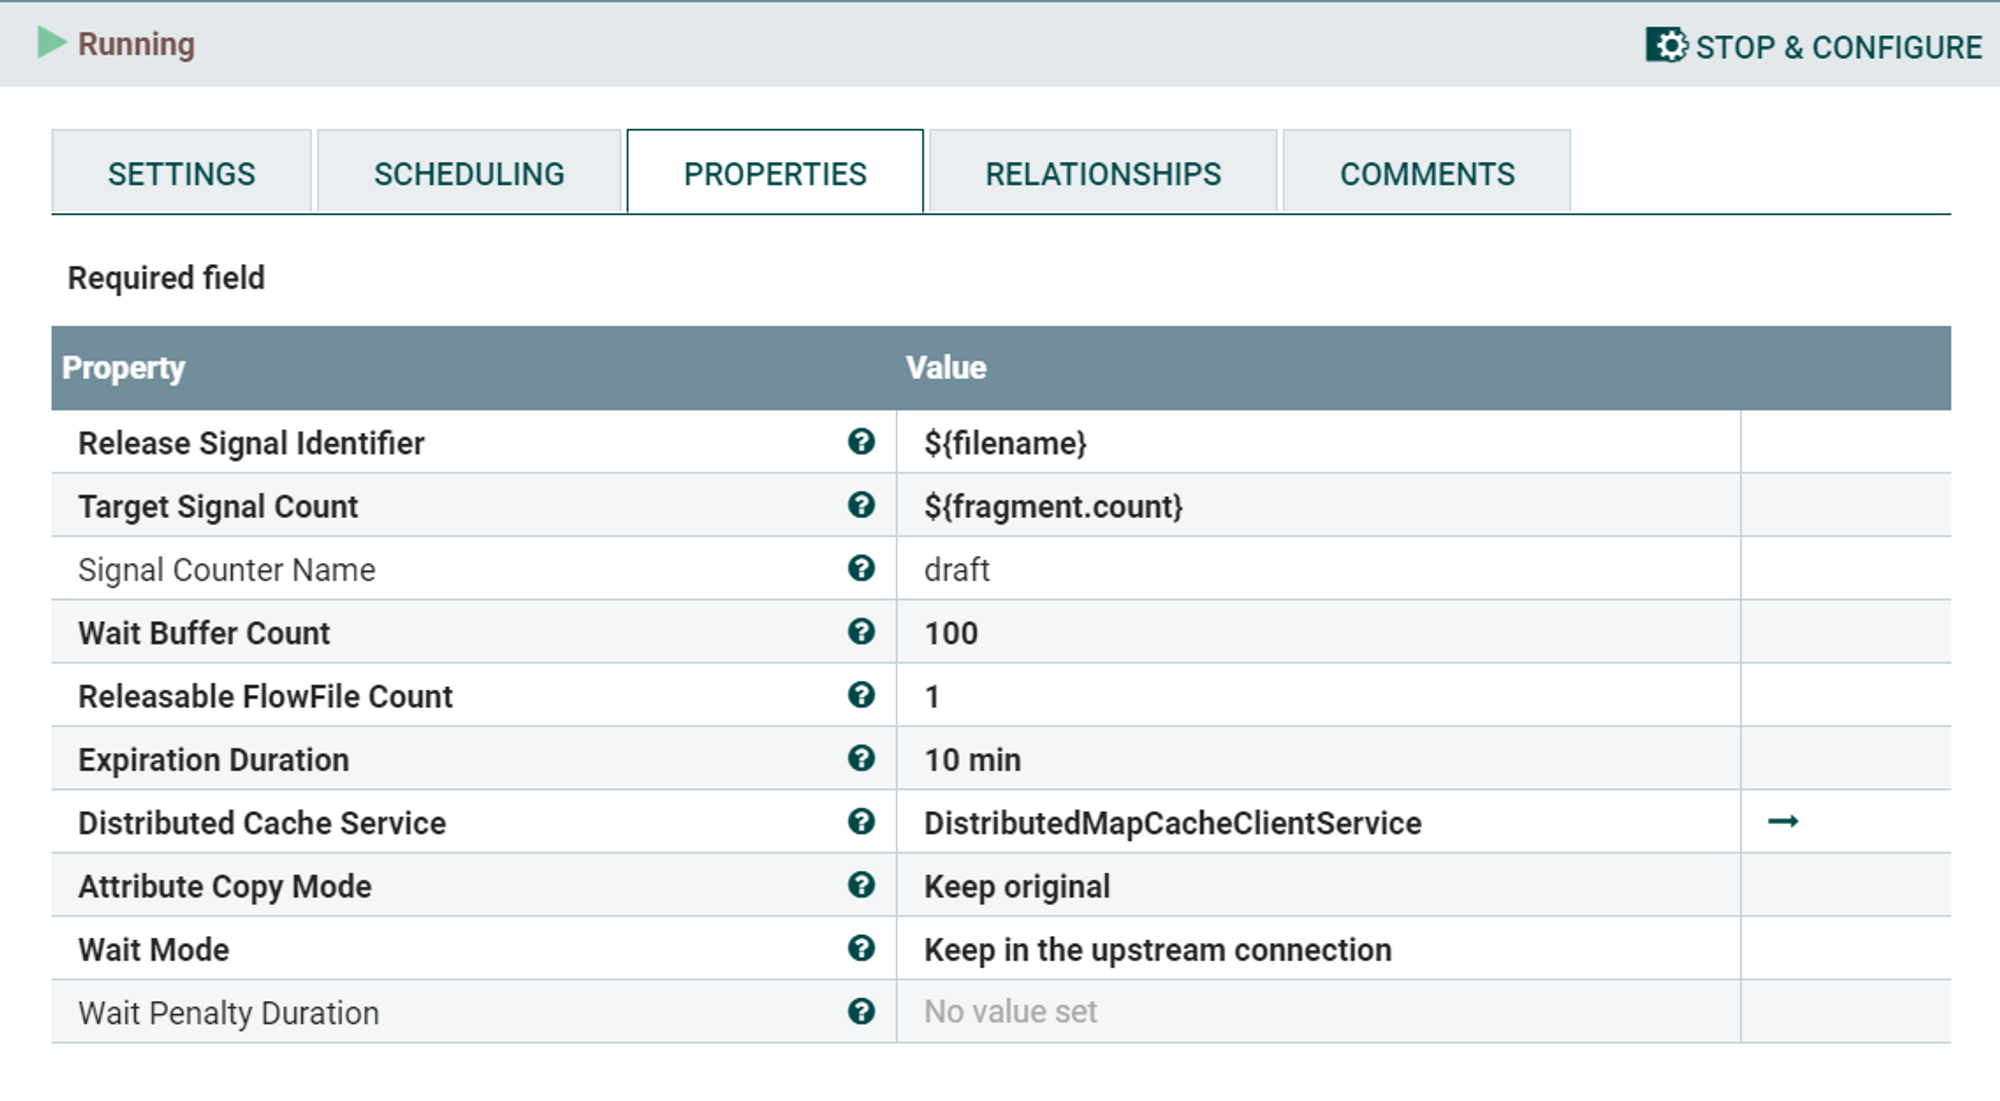 Running
STOP & CONFIGURE
SETTINGS SCHEDULING PROPERTIES RELATIONSHIPS COMMENTS
Required field
Property Value
Release Signal Identifier ${filename}
Target Signal Count ${fragment.count}
Signal Counter Name draft
Wait Buffer Count 100
Releasable FlowFile Count 1
Expiration Duration 10 min
Distributed Cache Service DistributedMapCacheClientService
Attribute Copy Mode Keep original
Wait Mode Keep in the upstream connection
Wait Penalty Duration No value set